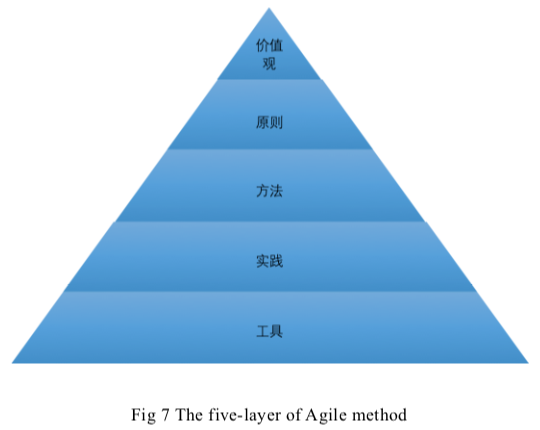 价值
观
原则
方法
实践
工具
Fig 7 The five-layer of Agile method